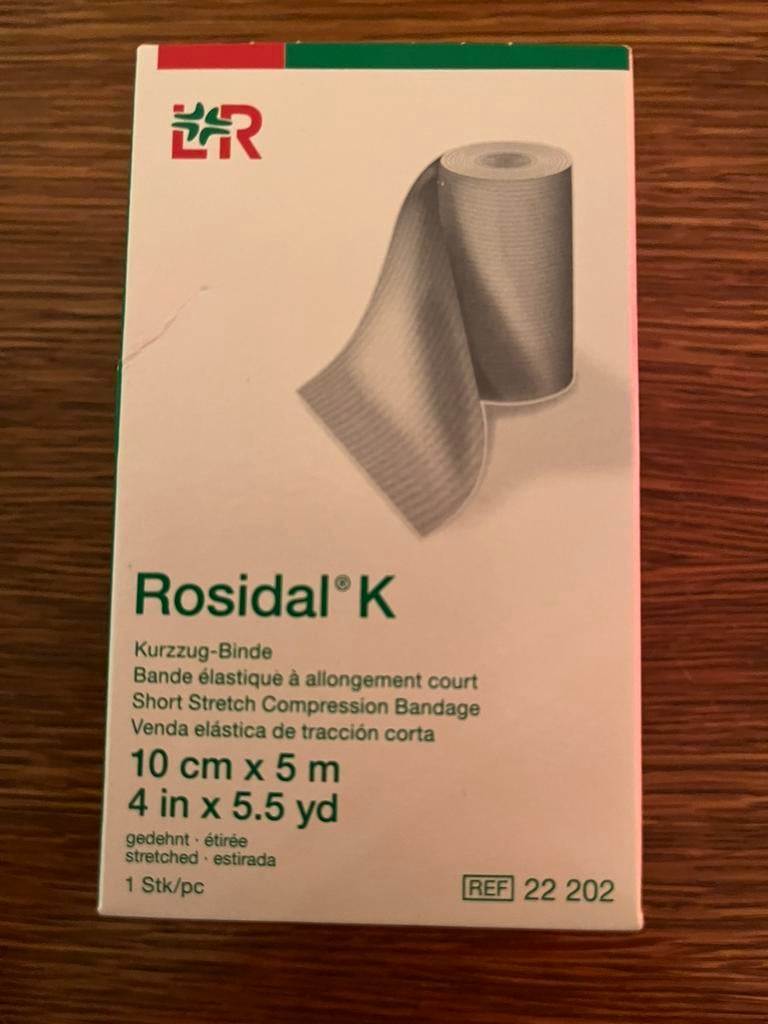 L&R
Rosidal® K
Kurzzug-Binde
Bande élastique à allongement court
Short Stretch Compression Bandage
Venda elástica de tracción corta
10 cm x 5 m
4 in x 5.5 yd
gedehnt · étirée
stretched · estirada
1 Stk/pc
REF 22 202